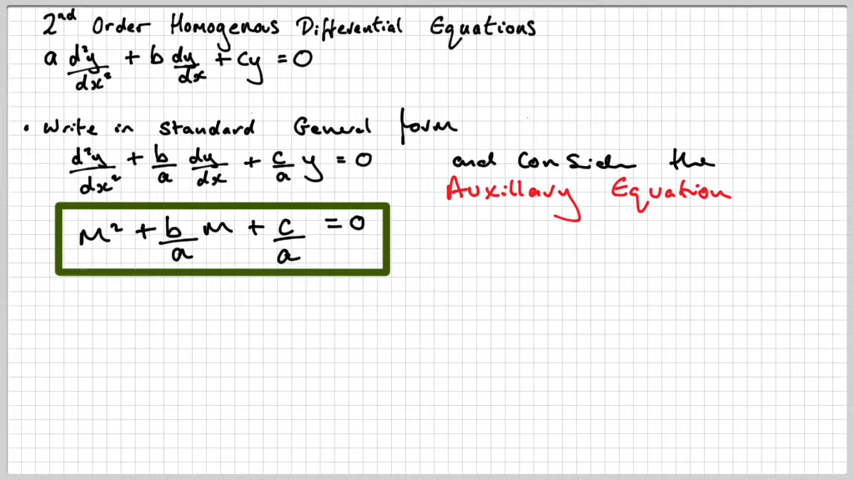 2nd Order Homogenous Differential Equations
a d²y/dx² + b dy/dx + cy = 0
• Write in standard General form
d²y/dx² + b/a dy/dx + c/a y = 0
and consider the
Auxillary Equation
m² + b/a m + c/a = 0